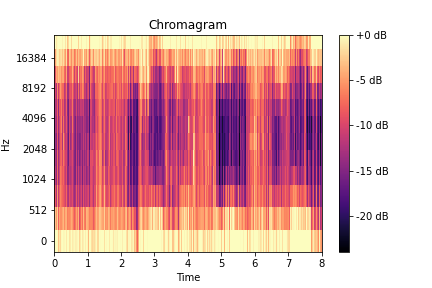 Chromagram
+0 dB
16384
-5 dB
8192
4096
-10 dB
Hz
2048
-15 dB
1024
512
-20 dB
0
0 1 2 3 4 5 6 7 8
Time